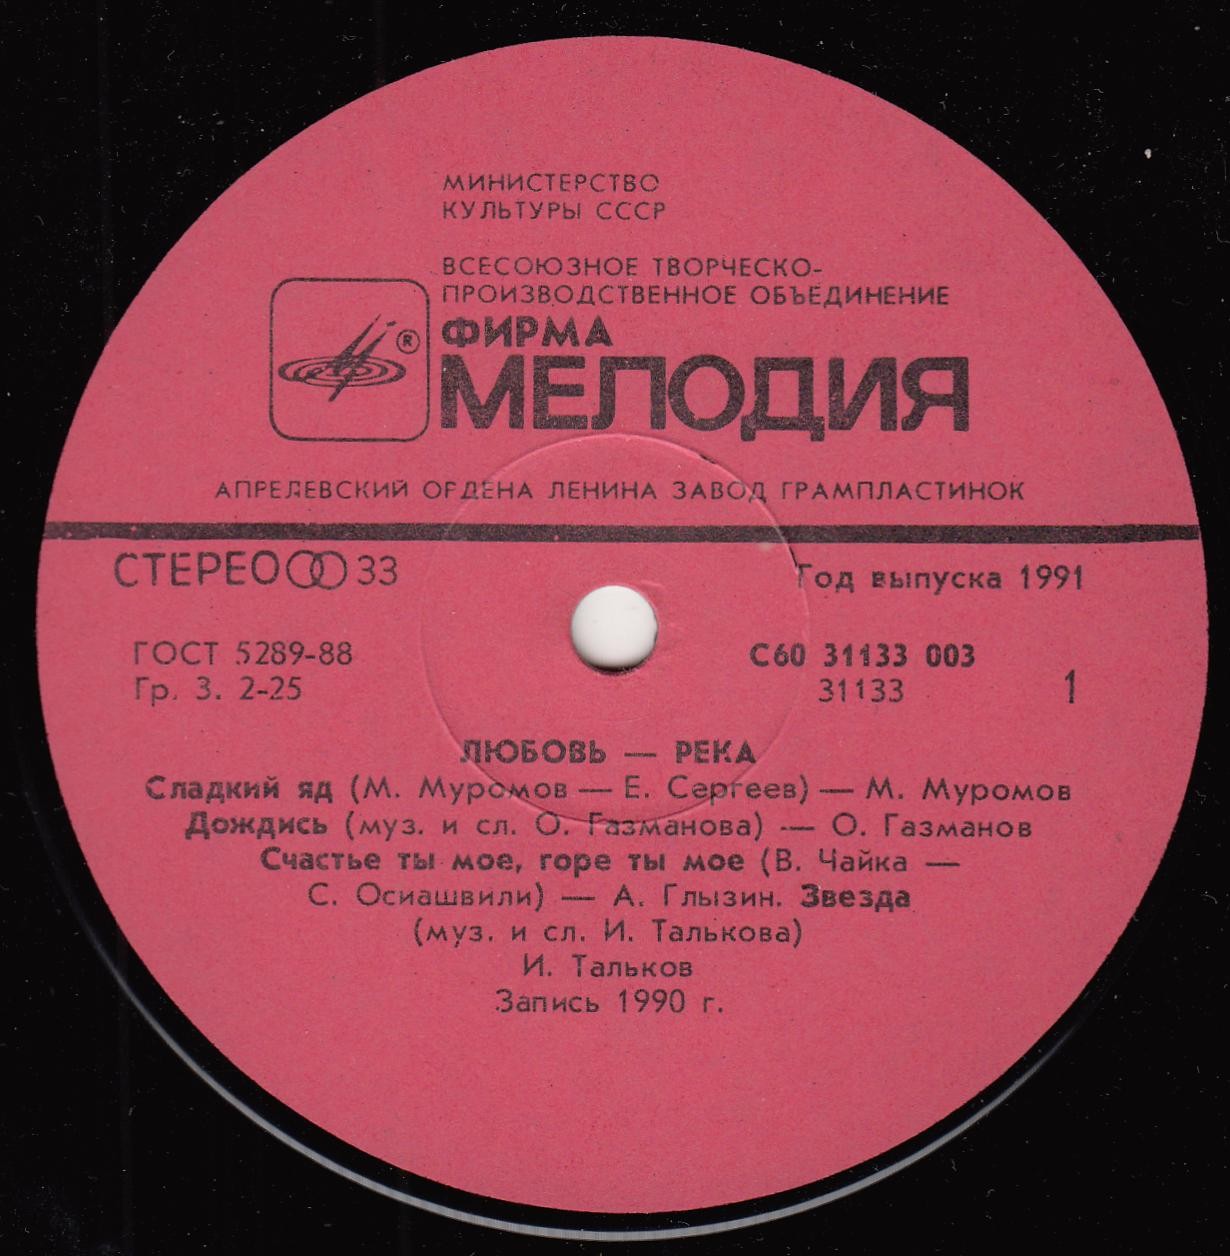 МИНИСТЕРСТВО
КУЛЬТУРЫ СССР
ВСЕСОЮЗНОЕ ТВОРЧЕСКО-
ПРОИЗВОДСТВЕННОЕ ОБЪЕДИНЕНИЕ
ФИРМА
®
МЕЛОДИЯ
АПРЕЛЕВСКИЙ ОРДЕНА ЛЕНИНА ЗАВОД ГРАМПЛАСТИНОК
СТЕРЕО 33
Год выпуска 1991
ГОСТ 5289-88
С60 31133 003
Гр. 3. 2-25
31133
1
ЛЮБОВЬ — РЕКА
Сладкий яд (М. Муромов — Е. Сергеев) — М. Муромов
Дождись (муз. и сл. О. Газманова) — О. Газманов
Счастье ты мое, горе ты мое (В. Чайка —
С. Осиашвили) — А. Глызин. Звезда
(муз. и сл. И. Талькова)
И. Тальков
Запись 1990 г.